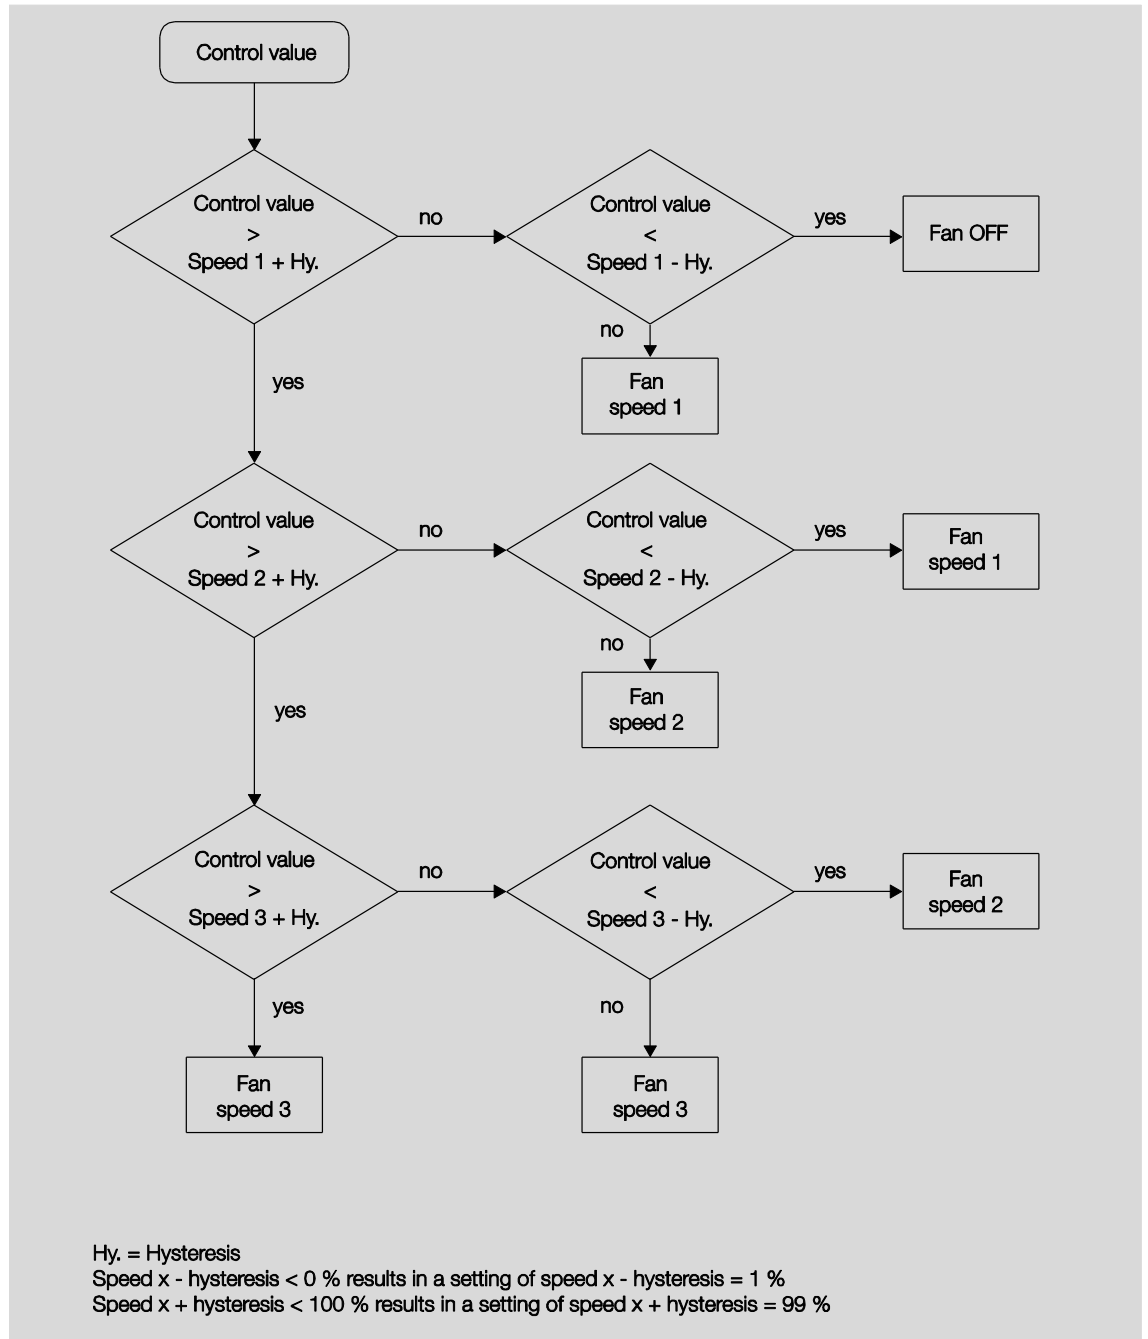 Control value
Control value
>
Speed 1 + Hy.
no
Control value
<
Speed 1 - Hy.
yes
Fan OFF
no
Fan
speed 1
yes
Control value
>
Speed 2 + Hy.
no
Control value
<
Speed 2 - Hy.
yes
Fan
speed 1
no
Fan
speed 2
yes
Control value
>
Speed 3 + Hy.
no
Control value
<
Speed 3 - Hy.
yes
Fan
speed 2
yes
no
Fan
speed 3
Fan
speed 3
Hy. = Hysteresis
Speed x - hysteresis < 0 % results in a setting of speed x - hysteresis = 1 %
Speed x + hysteresis < 100 % results in a setting of speed x + hysteresis = 99 %